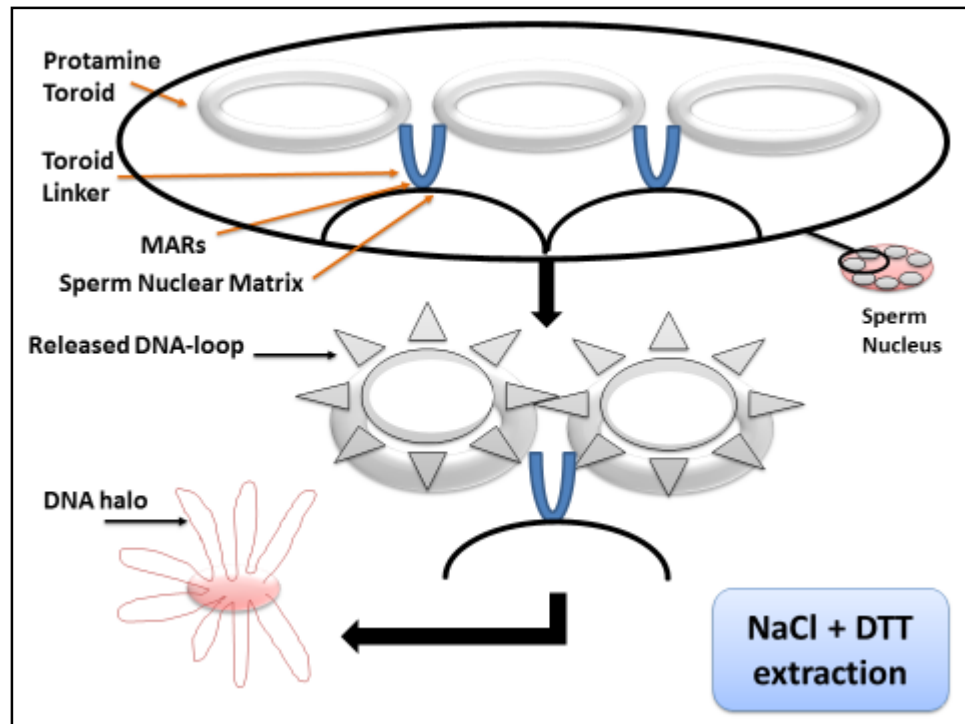 Protamine
Toroid
Toroid
Linker
MARs
Sperm Nuclear Matrix
Sperm
Nucleus
Released DNA-loop
DNA halo
NaCl + DTT
extraction